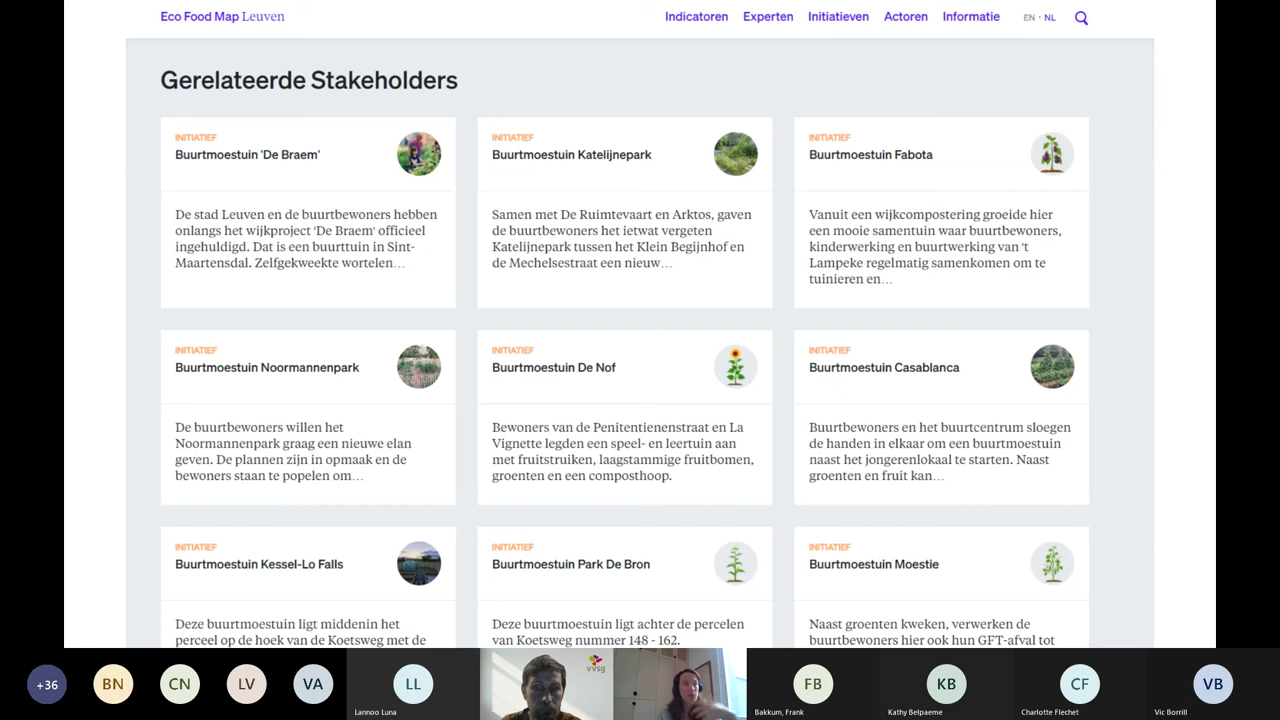 Eco Food Map Leuven
Indicatoren Experten Initiatieven Actoren Informatie EN · NL
Gerelateerde Stakeholders
INITIATIEF
Buurtmoestuin 'De Braem'
De stad Leuven en de buurtbewoners hebben
onlangs het wijkproject 'De Braem' officieel
ingehuldigd. Dat is een buurttuin in Sint-
Maartensdal. Zelfgekweekte wortelen…
INITIATIEF
Buurtmoestuin Katelijnepark
Samen met De Ruimtevaart en Arktos, gaven
de buurtbewoners het ietwat vergeten
Katelijnepark tussen het Klein Begijnhof en
de Mechelsestraat een nieuw…
INITIATIEF
Buurtmoestuin Fabota
Vanuit een wijkcompostering groeide hier
een mooie samentuin waar buurtbewoners,
kinderwerking en buurtwerking van 't
Lampeke regelmatig samenkomen om te
tuinieren en…
INITIATIEF
Buurtmoestuin Noormannenpark
De buurtbewoners willen het
Noormannenpark graag een nieuwe elan
geven. De plannen zijn in opmaak en de
bewoners staan te popelen om…
INITIATIEF
Buurtmoestuin De Nof
Bewoners van de Penitentienenstraat en La
Vignette legden een speel- en leertuin aan
met fruitstruiken, laagstammige fruitbomen,
groenten en een composthoop.
INITIATIEF
Buurtmoestuin Casablanca
Buurtbewoners en het buurtcentrum sloegen
de handen in elkaar om een buurtmoestuin
naast het jongerenlokaal te starten. Naast
groenten en fruit kan…
INITIATIEF
Buurtmoestuin Kessel-Lo Falls
Deze buurtmoestuin ligt middenin het
perceel op de hoek van de Koetsweg met de
INITIATIEF
Buurtmoestuin Park De Bron
Deze buurtmoestuin ligt achter de percelen
van Koetsweg nummer 148 - 162.
INITIATIEF
Buurtmoestuin Moestie
Naast groenten kweken, verwerken de
buurtbewoners hier ook hun GFT-afval tot
+36 BN CN LV VA LL vvsg FB KB CF VB
Lannoo Luna Bakkum, Frank Kathy Belpaeme Charlotte Flechet Vic Borrill